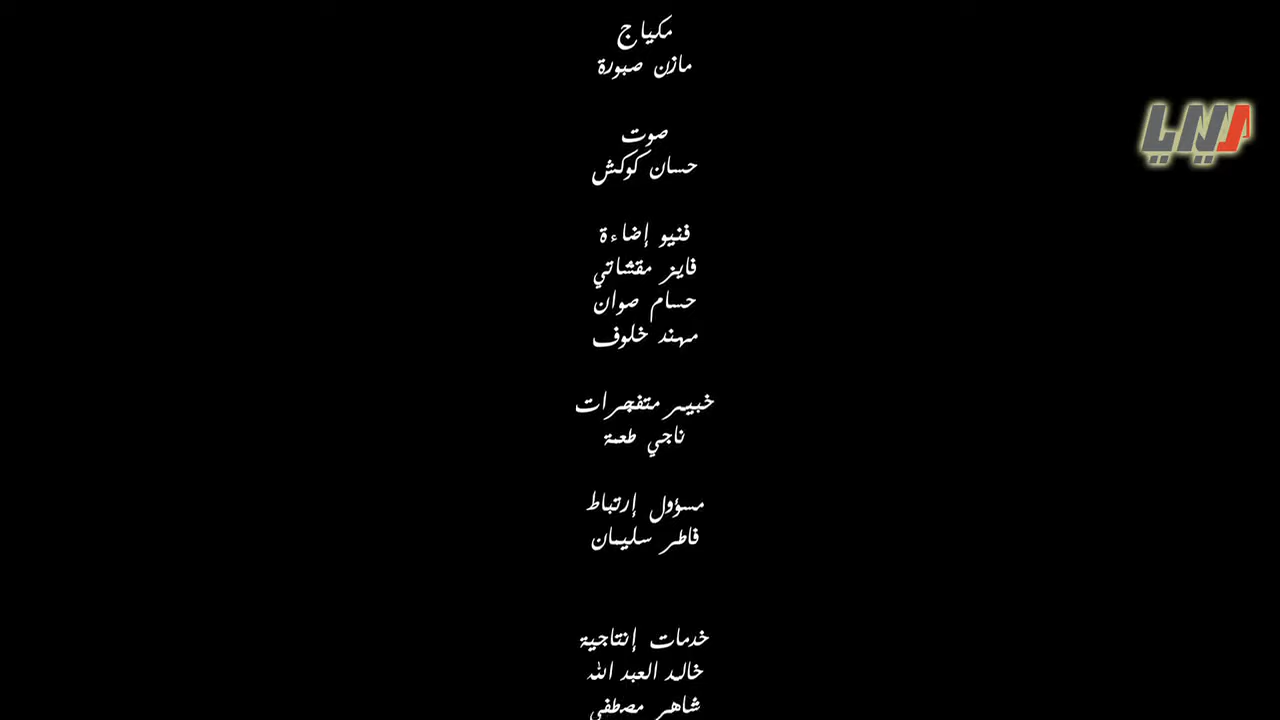 مكياج
مازن صبورة
صوت
حسان كوكش
فنيو إضاءة
فايز مقشاتي
حسام صوان
مهند خلوف
خبير متفجرات
ناجي طعمة
مسؤول إرتباط
فاطر سليمان
خدمات إنتاجية
خالد العبد الله
شاهر مصطفى